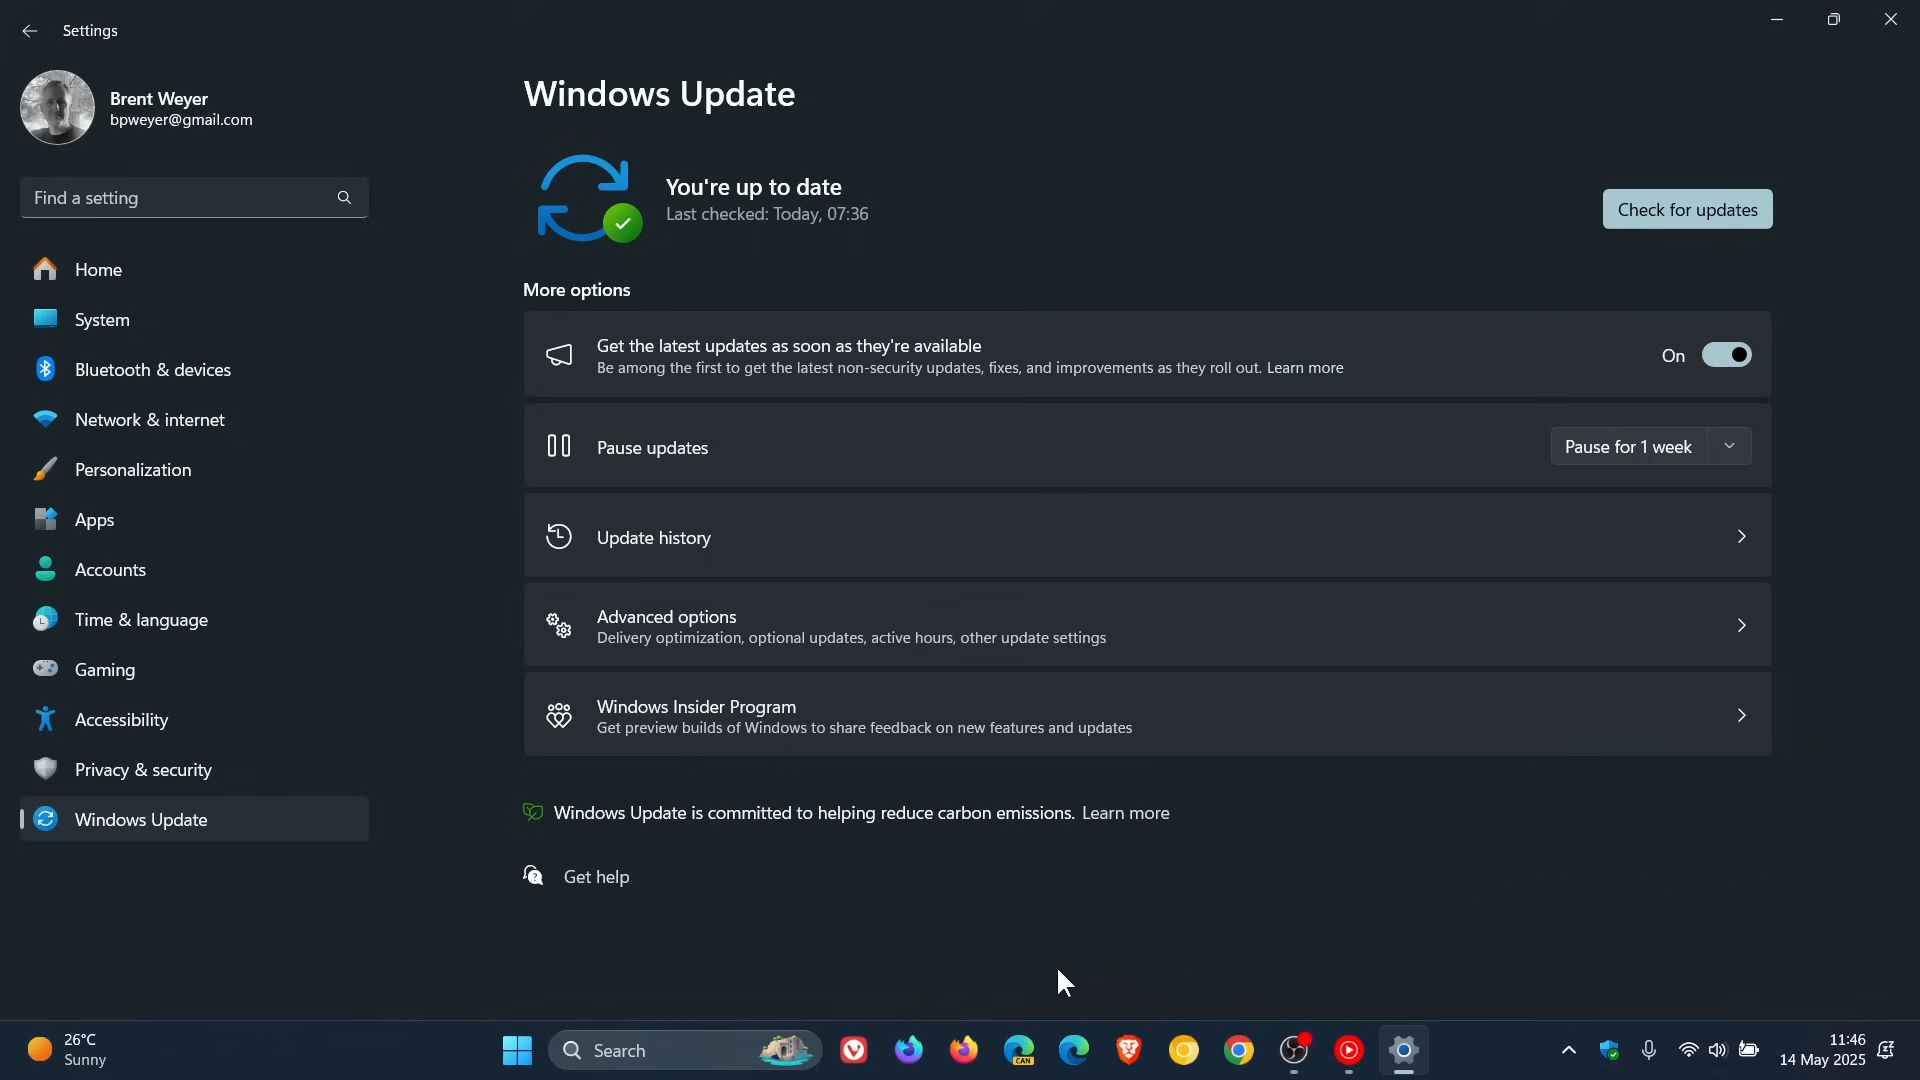 Settings
Brent Weyer
bpweyer@gmail.com
Find a setting
Home
System
Bluetooth & devices
Network & internet
Personalization
Apps
Accounts
Time & language
Gaming
Accessibility
Privacy & security
Windows Update
Windows Update
You're up to date
Last checked: Today, 07:36
Check for updates
More options
Get the latest updates as soon as they're available
Be among the first to get the latest non-security updates, fixes, and improvements as they roll out. Learn more
On
Pause updates
Pause for 1 week
Update history
Advanced options
Delivery optimization, optional updates, active hours, other update settings
Windows Insider Program
Get preview builds of Windows to share feedback on new features and updates
Windows Update is committed to helping reduce carbon emissions. Learn more
Get help
26°C
Sunny
Search
CAN
11:46
14 May 2025